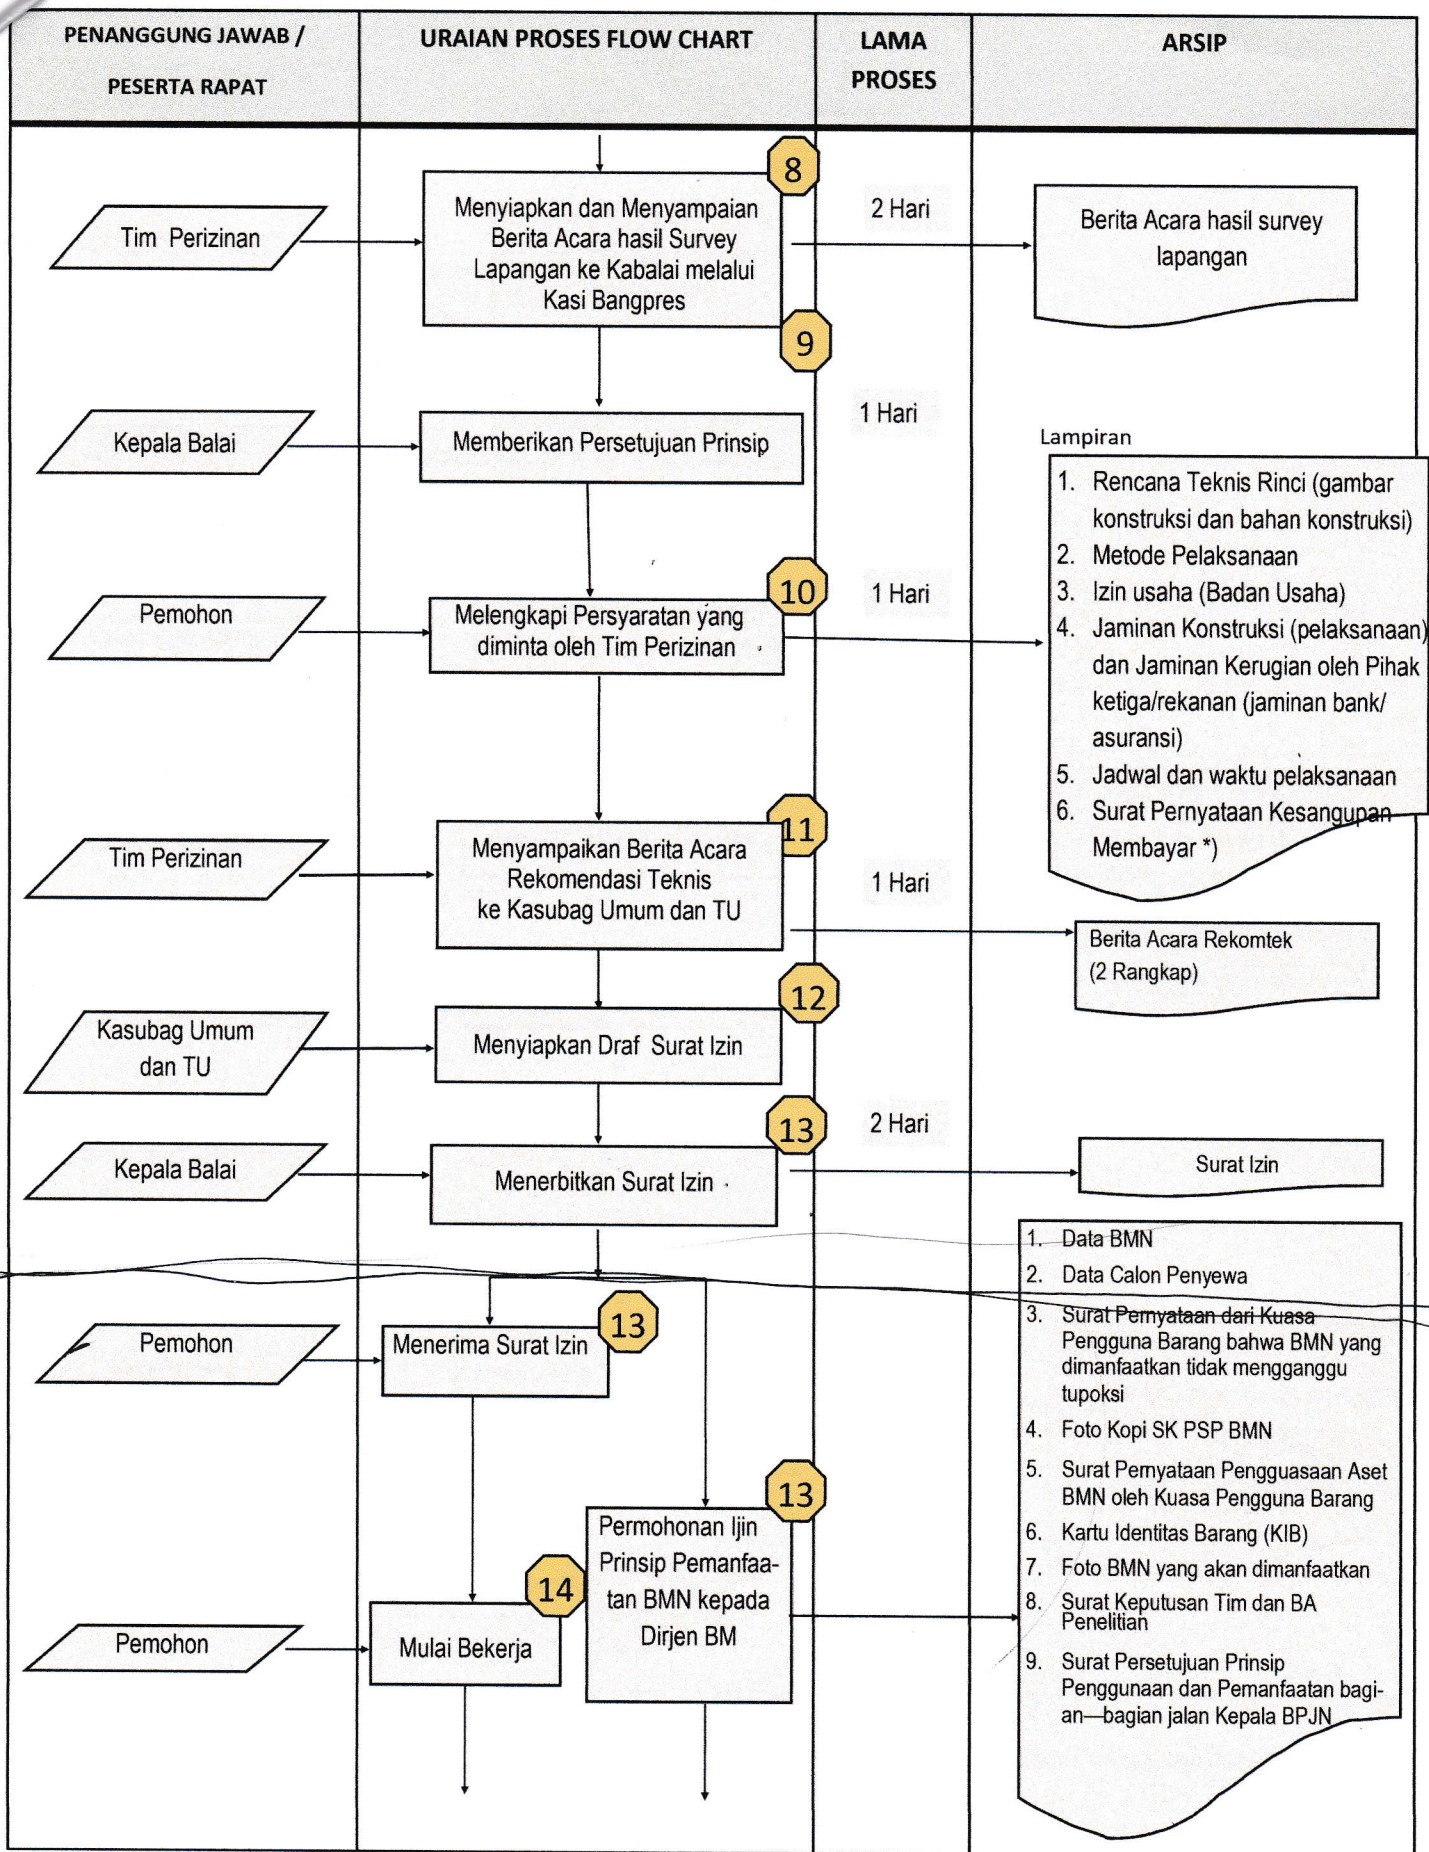 PENANGGUNG JAWAB /
PESERTA RAPAT
URAIAN PROSES FLOW CHART
LAMA
PROSES
ARSIP
8
Tim Perizinan
Menyiapkan dan Menyampaian
Berita Acara hasil Survey
Lapangan ke Kabalai melalui
Kasi Bangpres
2 Hari
Berita Acara hasil survey
lapangan
9
Kepala Balai
Memberikan Persetujuan Prinsip
1 Hari
Lampiran
1. Rencana Teknis Rinci (gambar
konstruksi dan bahan konstruksi)
2. Metode Pelaksanaan
3. Izin usaha (Badan Usaha)
4. Jaminan Konstruksi (pelaksanaan)
dan Jaminan Kerugian oleh Pihak
ketiga/rekanan (jaminan bank/
asuransi)
5. Jadwal dan waktu pelaksanaan
6. Surat Pernyataan Kesangupan
Membayar *)
10
Pemohon
Melengkapi Persyaratan yang
diminta oleh Tim Perizinan
1 Hari
11
Tim Perizinan
Menyampaikan Berita Acara
Rekomendasi Teknis
ke Kasubag Umum dan TU
1 Hari
Berita Acara Rekomtek
(2 Rangkap)
12
Kasubag Umum
dan TU
Menyiapkan Draf Surat Izin
13
Kepala Balai
Menerbitkan Surat Izin
2 Hari
Surat Izin
1. Data BMN
2. Data Calon Penyewa
3. Surat Pernyataan dari Kuasa
Pengguna Barang bahwa BMN yang
dimanfaatkan tidak mengganggu
tupoksi
4. Foto Kopi SK PSP BMN
5. Surat Pernyataan Pengguasaan Aset
BMN oleh Kuasa Pengguna Barang
6. Kartu Identitas Barang (KIB)
7. Foto BMN yang akan dimanfaatkan
8. Surat Keputusan Tim dan BA
Penelitian
9. Surat Persetujuan Prinsip
Penggunaan dan Pemanfaatan bagi-
an—bagian jalan Kepala BPJN
Pemohon
Menerima Surat Izin
13
13
Permohonan Ijin
Prinsip Pemanfaa-
tan BMN kepada
Dirjen BM
14
Pemohon
Mulai Bekerja